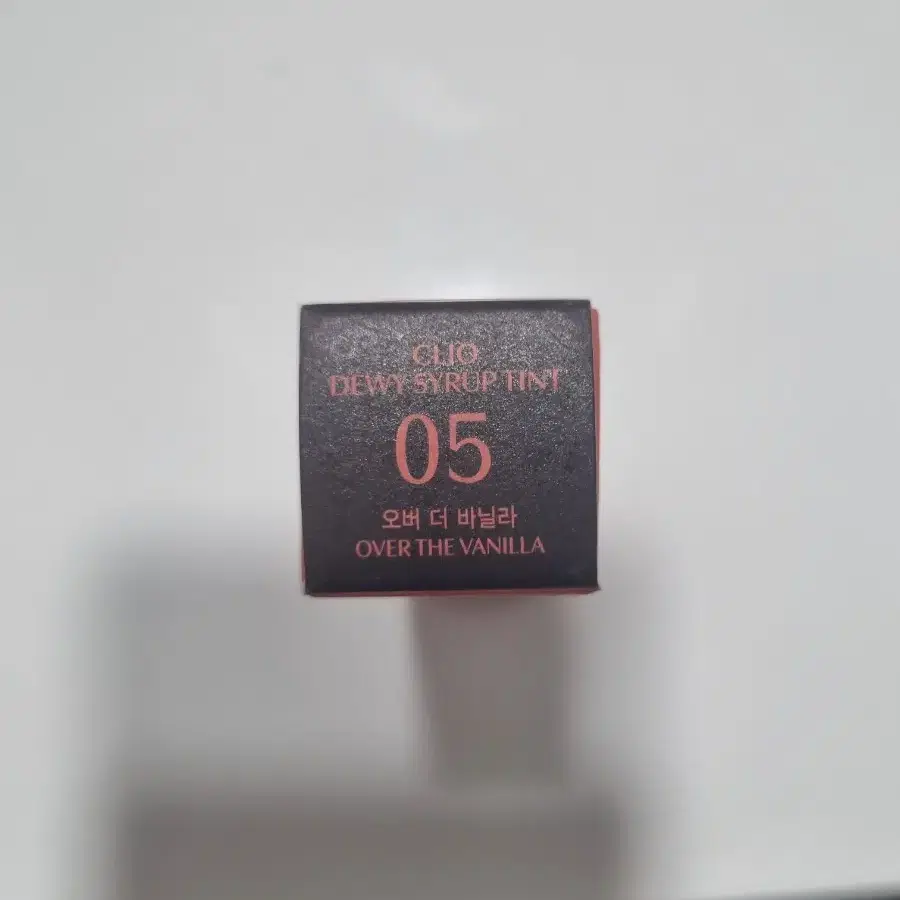 CLIO
DEWY SYRUP TINT
05
오버 더 바닐라
OVER THE VANILLA